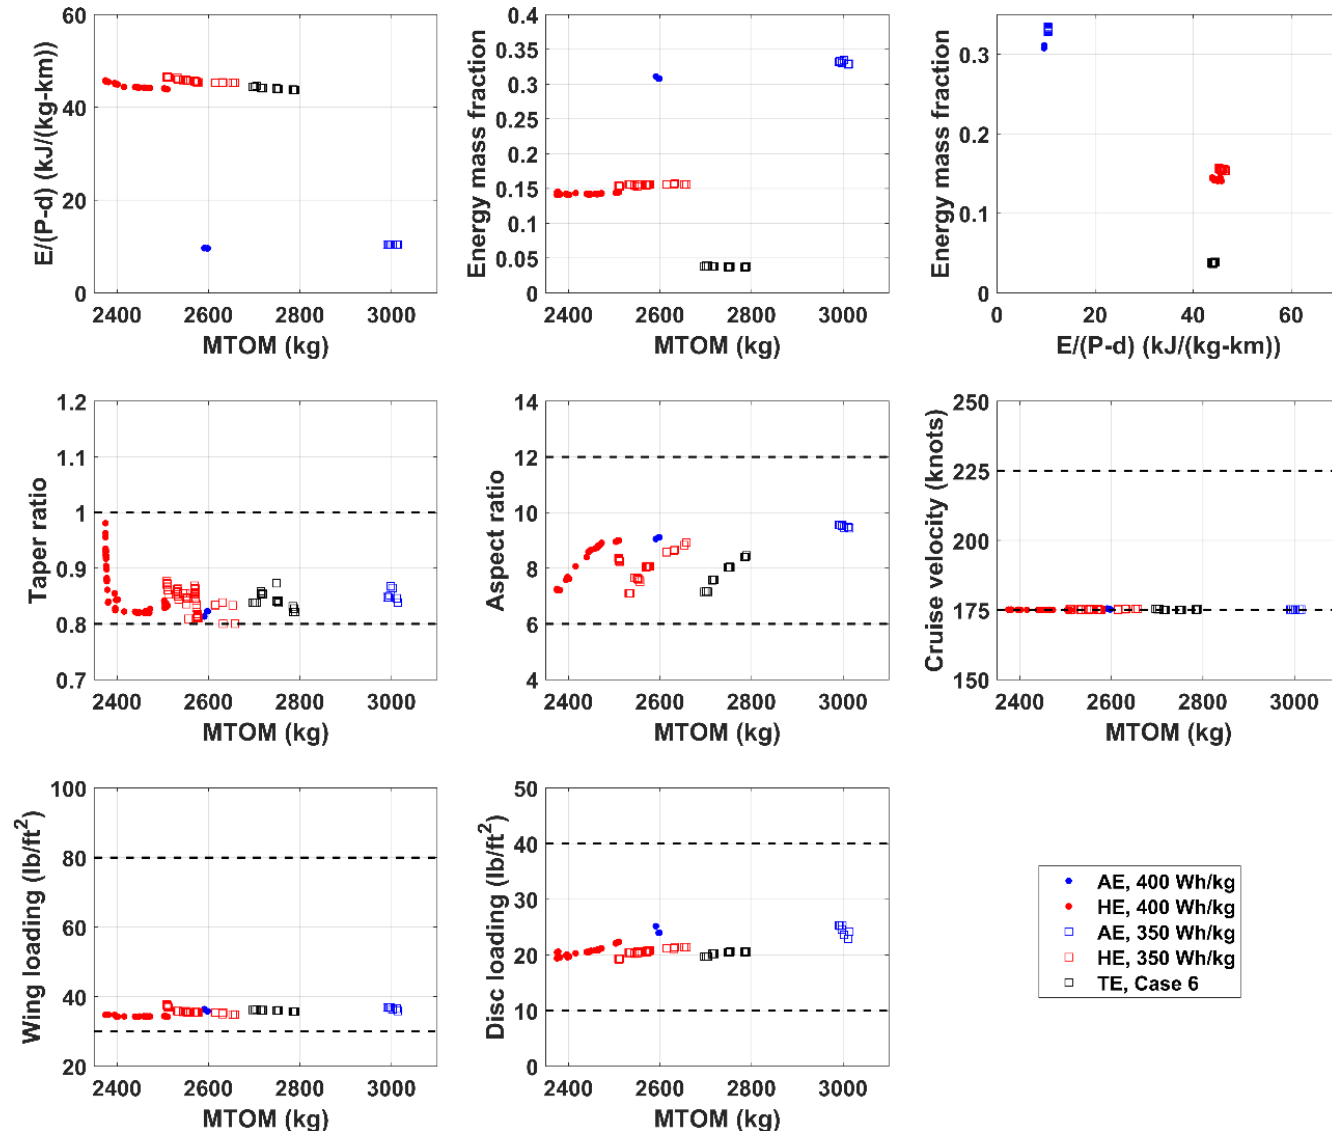 60
40
20
0
2400 2600 2800 3000
E/(P-d) (kJ/(kg-km))
MTOM (kg)
0.4
0.35
0.3
0.25
0.2
0.15
0.1
0.05
0
2400 2600 2800 3000
Energy mass fraction
MTOM (kg)
0.3
0.2
0.1
0
0 20 40 60
Energy mass fraction
E/(P-d) (kJ/(kg-km))
1.2
1.1
1
0.9
0.8
0.7
2400 2600 2800 3000
Taper ratio
MTOM (kg)
14
12
10
8
6
4
2400 2600 2800 3000
Aspect ratio
MTOM (kg)
250
225
200
175
150
2400 2600 2800 3000
Cruise velocity (knots)
MTOM (kg)
100
80
60
40
20
2400 2600 2800 3000
Wing loading (lb/ft²)
MTOM (kg)
50
40
30
20
10
0
2400 2600 2800 3000
Disc loading (lb/ft²)
MTOM (kg)
AE, 400 Wh/kg
HE, 400 Wh/kg
AE, 350 Wh/kg
HE, 350 Wh/kg
TE, Case 6